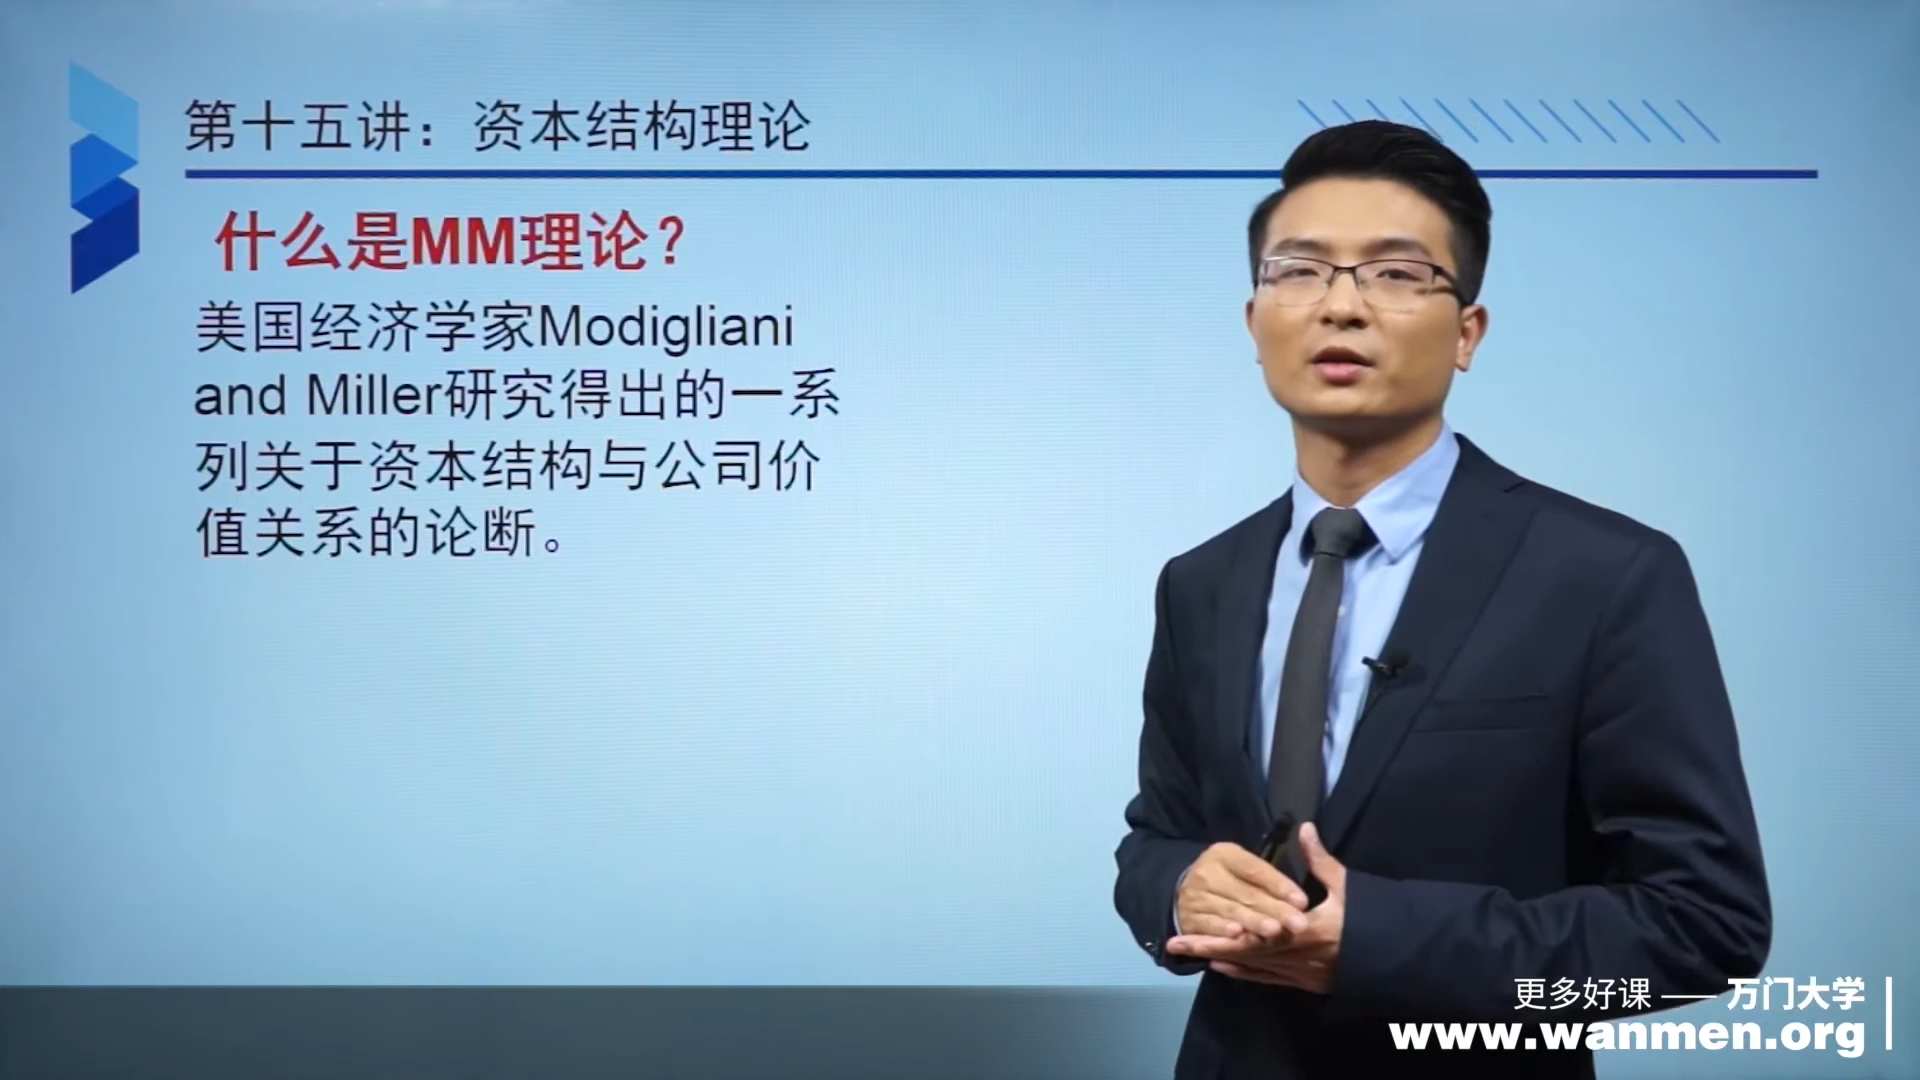 第十五讲：资本结构理论
什么是MM理论？
美国经济学家Modigliani
and Miller研究得出的一系
列关于资本结构与公司价
值关系的论断。
更多好课 —— 万门大学
www.wanmen.org